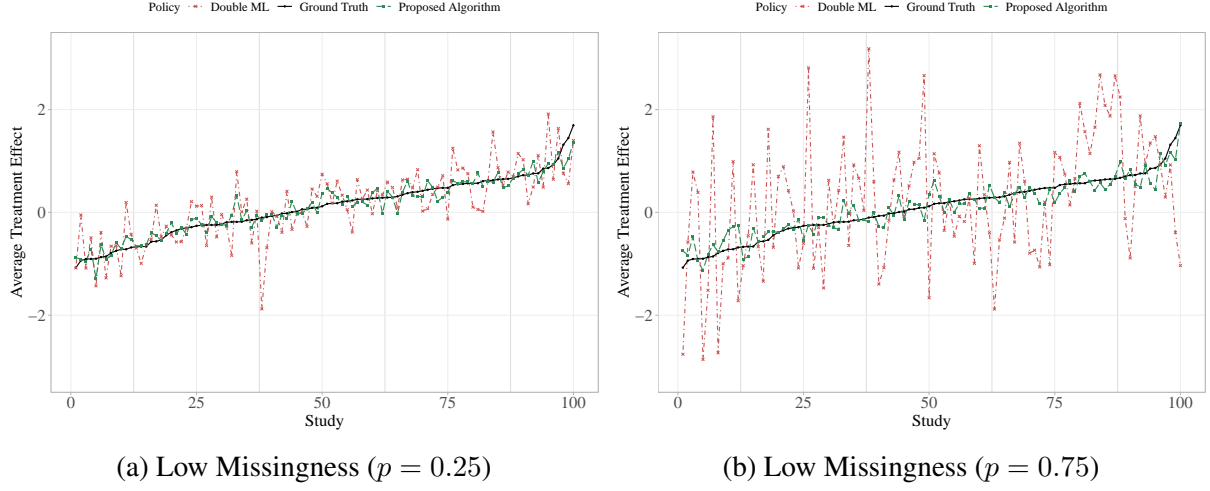 Policy Double ML Ground Truth Proposed Algorithm
Average Treatment Effect
2
0
−2
0 25 50 75 100
Study
(a) Low Missingness (p = 0.25)
Policy Double ML Ground Truth Proposed Algorithm
Average Treatment Effect
2
0
−2
0 25 50 75 100
Study
(b) Low Missingness (p = 0.75)